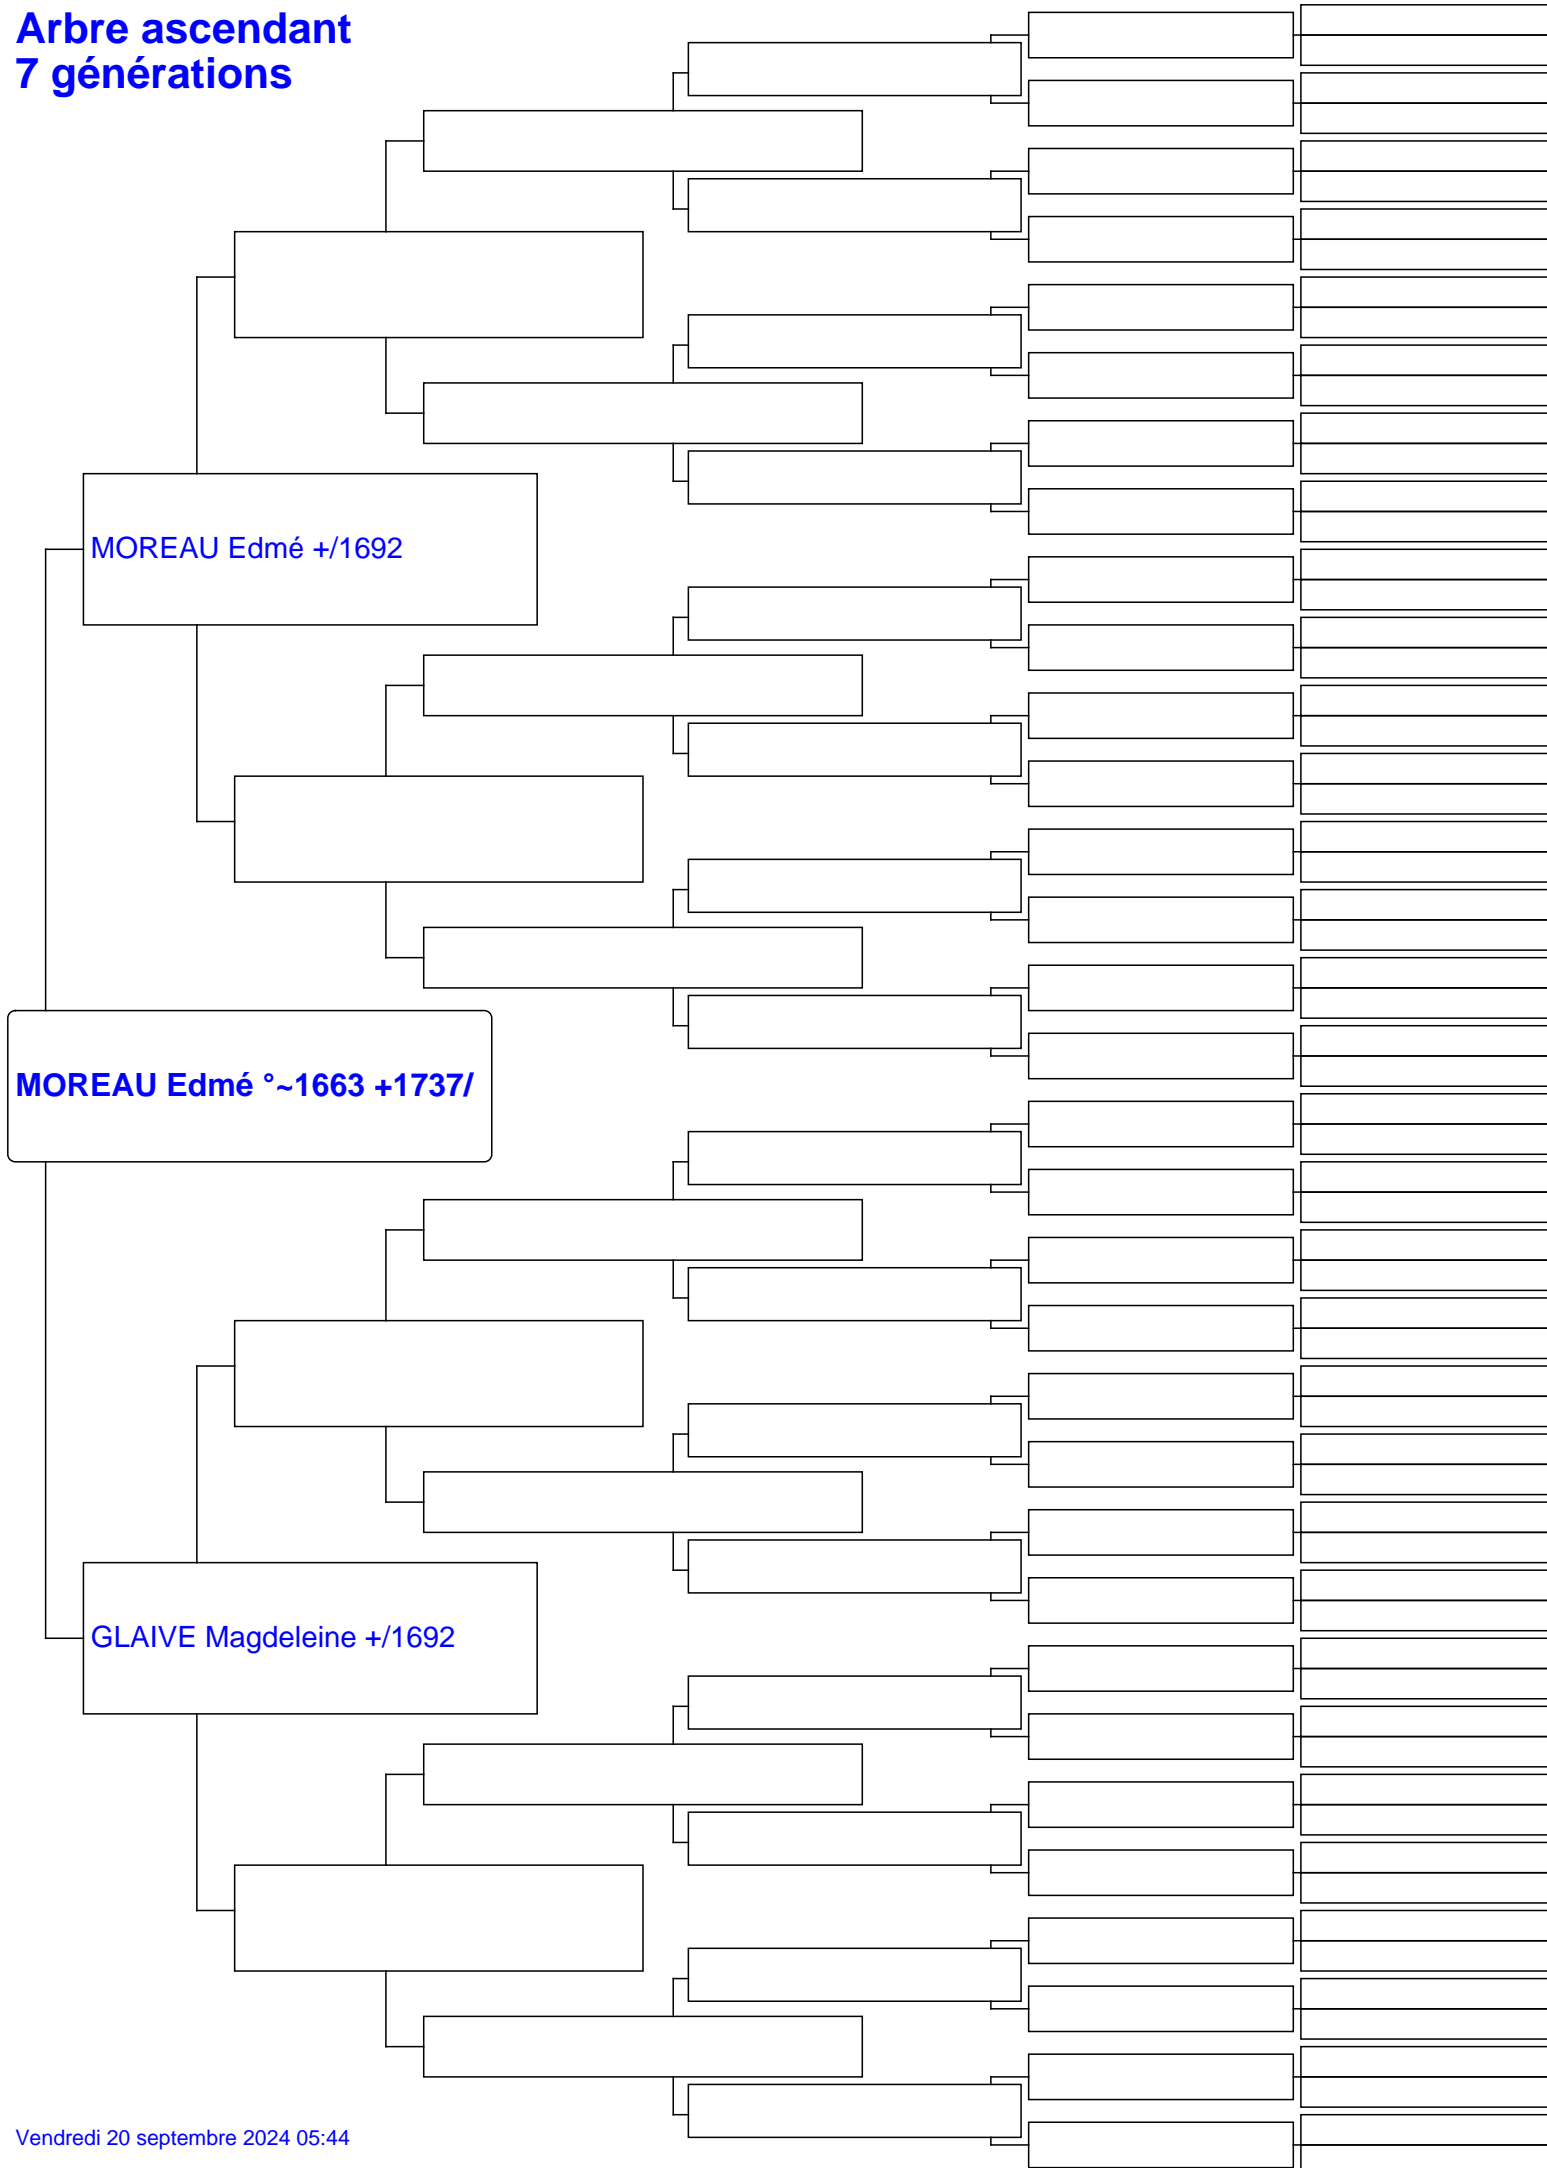 Arbre ascendant
7 générations
MOREAU Edmé +/1692
MOREAU Edmé °~1663 +1737/
GLAIVE Magdeleine +/1692
Vendredi 20 septembre 2024 05:44